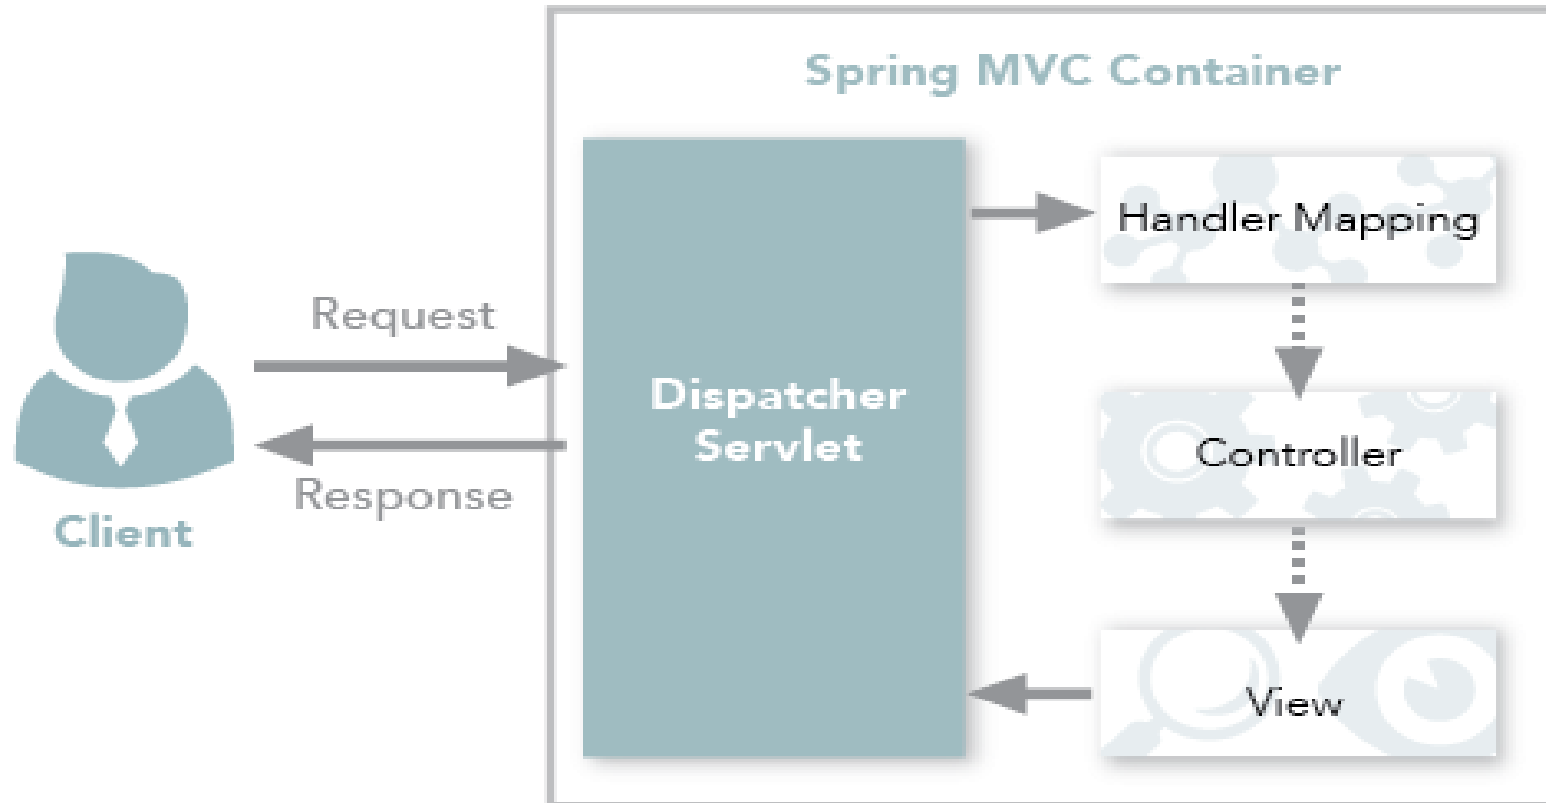 Spring MVC Container
Handler Mapping
Request
Dispatcher
Servlet
Controller
Response
Client
View